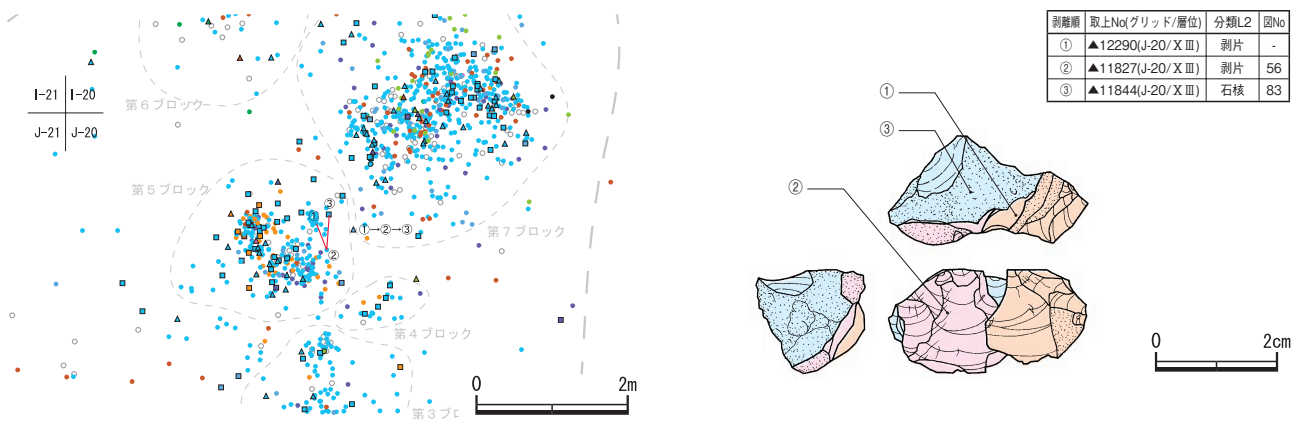 第6ブロック
I-21 I-20
J-21 J-20
第5ブロック
③
①
①→②→③
第7ブロック
②
第4ブロック
第3ブロ
0 2m
剥離順 取上No(グリッド/層位) 分類L2 図No
① ▲12290(J-20/ⅩⅢ) 剥片 -
② ▲11827(J-20/ⅩⅢ) 剥片 56
③ ▲11844(J-20/ⅩⅢ) 石核 83
①
③
②
0 2cm